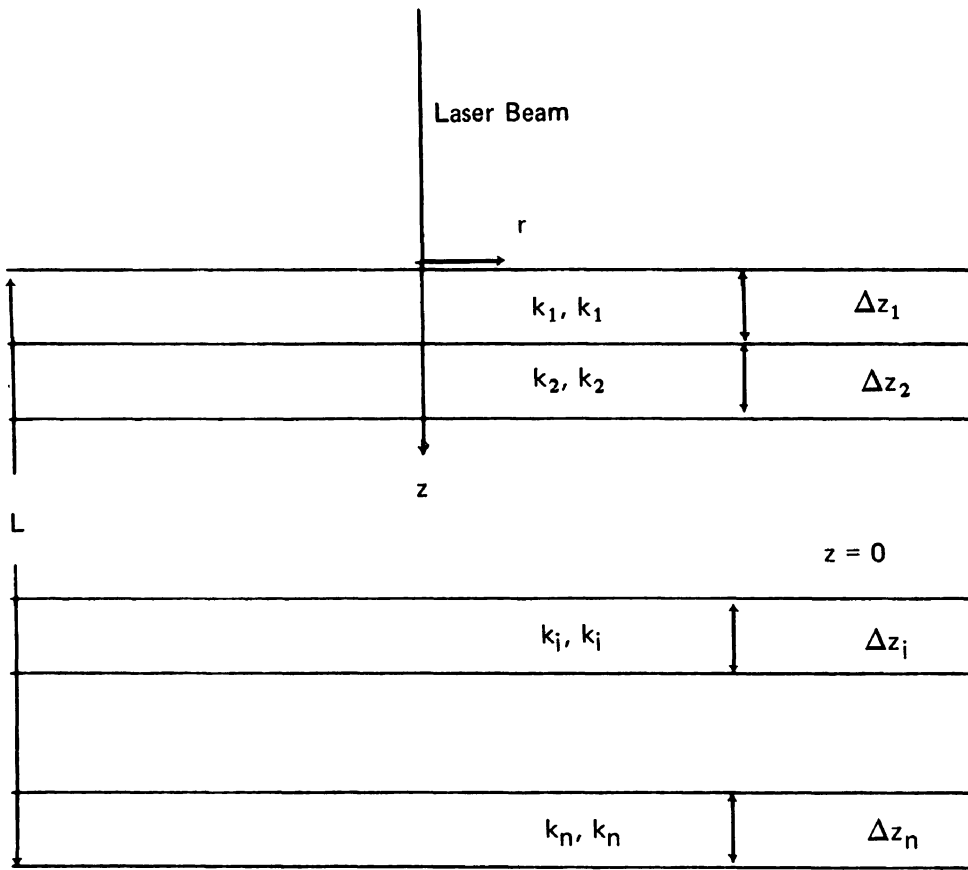 Laser Beam
r
k₁, k₁ Δz₁
k₂, k₂ Δz₂
z
L
z = 0
kᵢ, kᵢ Δzᵢ
kₙ, kₙ Δzₙ